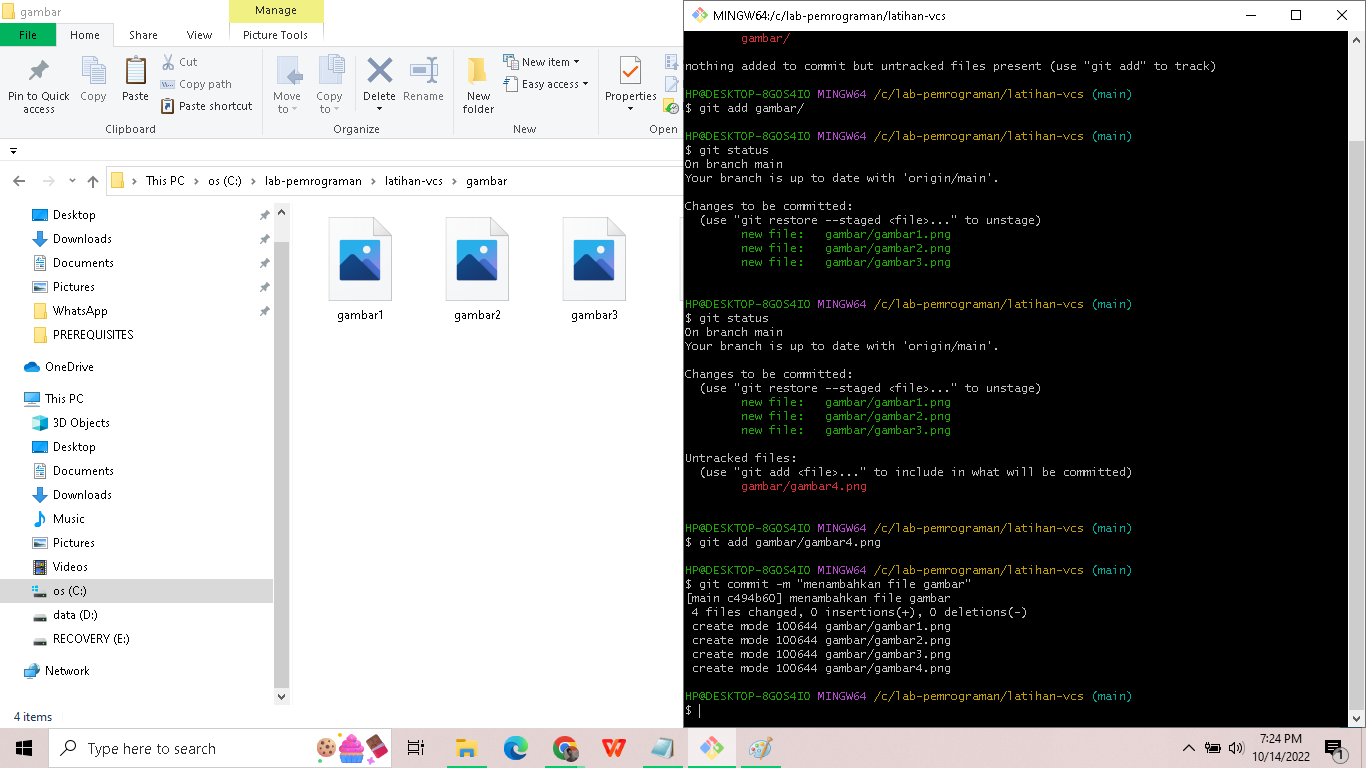 gambar
Manage
File
Home
Share
View
Picture Tools
Pin to Quick
access
Copy
Paste
Cut
Copy path
Paste shortcut
Clipboard
Move
to
Copy
to
Delete
Rename
Organize
New
folder
New item
Easy access
New
Properties
Open
This PC
os (C:)
lab-pemrograman
latihan-vcs
gambar
Desktop
Downloads
Documents
Pictures
WhatsApp
PREREQUISITES
OneDrive
This PC
3D Objects
Desktop
Documents
Downloads
Music
Pictures
Videos
os (C:)
data (D:)
RECOVERY (E:)
Network
gambar1
gambar2
gambar3
4 items
MINGW64:/c/lab-pemrograman/latihan-vcs
gambar/
nothing added to commit but untracked files present (use "git add" to track)
HP@DESKTOP-8GOS4IO MINGW64 /c/lab-pemrograman/latihan-vcs (main)
$ git add gambar/
HP@DESKTOP-8GOS4IO MINGW64 /c/lab-pemrograman/latihan-vcs (main)
$ git status
On branch main
Your branch is up to date with 'origin/main'.
Changes to be committed:
(use "git restore --staged <file>..." to unstage)
new file: gambar/gambar1.png
new file: gambar/gambar2.png
new file: gambar/gambar3.png
HP@DESKTOP-8GOS4IO MINGW64 /c/lab-pemrograman/latihan-vcs (main)
$ git status
On branch main
Your branch is up to date with 'origin/main'.
Changes to be committed:
(use "git restore --staged <file>..." to unstage)
new file: gambar/gambar1.png
new file: gambar/gambar2.png
new file: gambar/gambar3.png
Untracked files:
(use "git add <file>..." to include in what will be committed)
gambar/gambar4.png
HP@DESKTOP-8GOS4IO MINGW64 /c/lab-pemrograman/latihan-vcs (main)
$ git add gambar/gambar4.png
HP@DESKTOP-8GOS4IO MINGW64 /c/lab-pemrograman/latihan-vcs (main)
$ git commit -m "menambahkan file gambar"
[main c494b60] menambahkan file gambar
4 files changed, 0 insertions(+), 0 deletions(-)
create mode 100644 gambar/gambar1.png
create mode 100644 gambar/gambar2.png
create mode 100644 gambar/gambar3.png
create mode 100644 gambar/gambar4.png
HP@DESKTOP-8GOS4IO MINGW64 /c/lab-pemrograman/latihan-vcs (main)
$
Type here to search
7:24 PM
10/14/2022
1